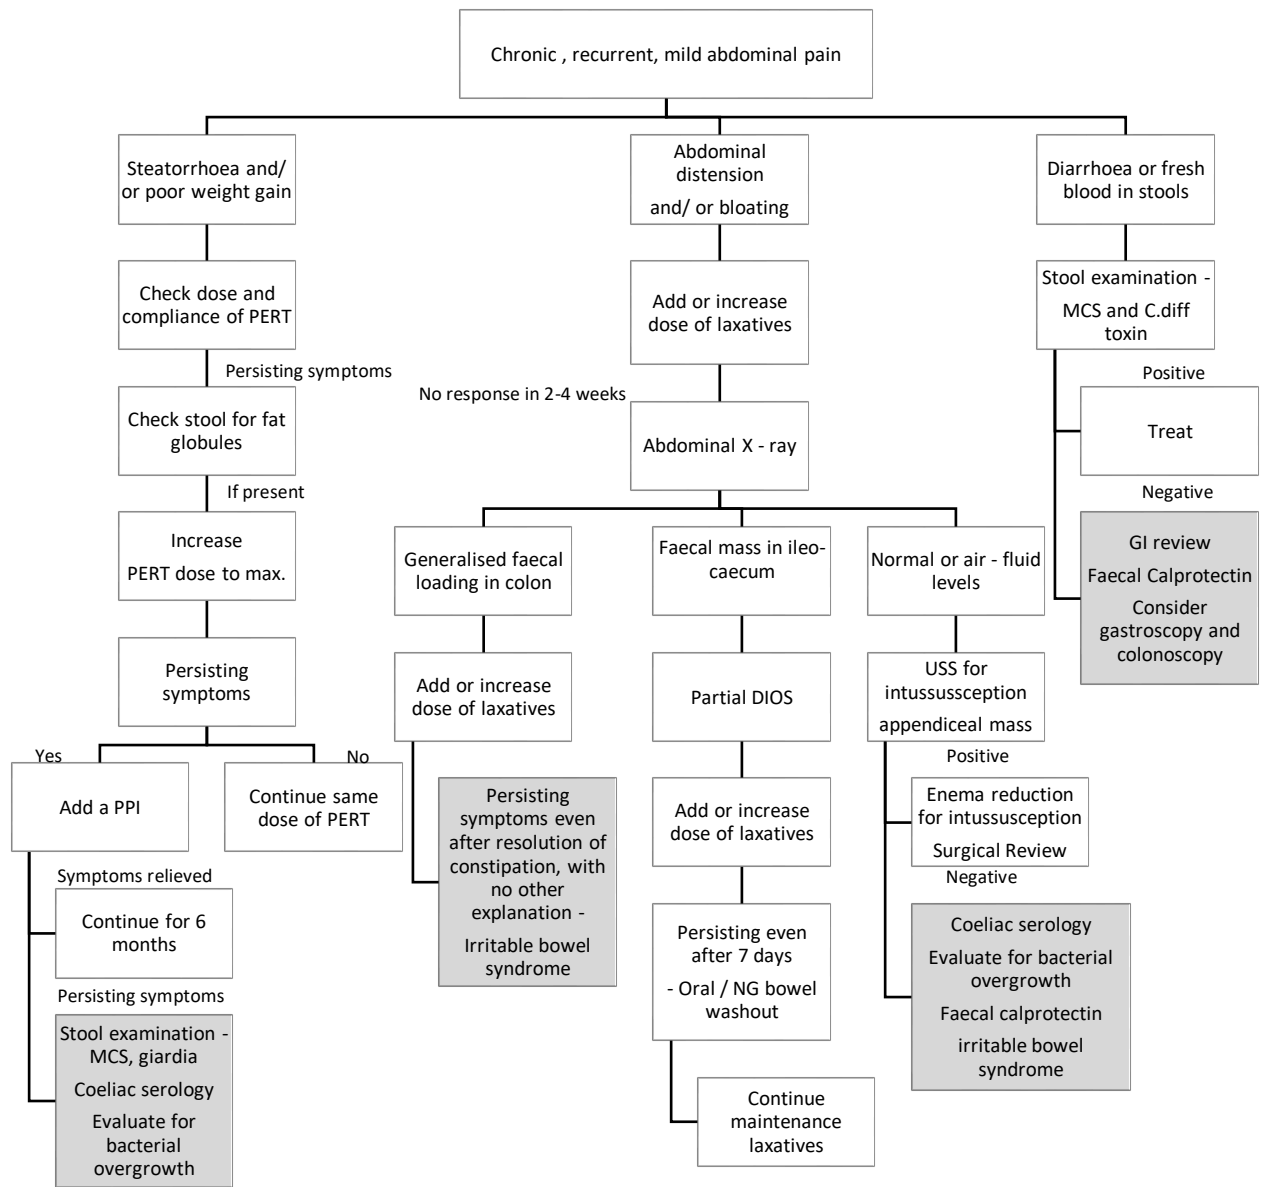 Chronic , recurrent, mild abdominal pain
Steatorrhoea and/
or poor weight gain
Check dose and
compliance of PERT
Persisting symptoms
Check stool for fat
globules
If present
Increase
PERT dose to max.
Persisting
symptoms
Yes
No
Add a PPI
Continue same
dose of PERT
Symptoms relieved
Continue for 6
months
Persisting symptoms
Stool examination -
MCS, giardia
Coeliac serology
Evaluate for
bacterial
overgrowth
Abdominal
distension
and/ or bloating
Add or increase
dose of laxatives
No response in 2-4 weeks
Abdominal X - ray
Generalised faecal
loading in colon
Add or increase
dose of laxatives
Persisting
symptoms even
after resolution of
constipation, with
no other
explanation -
Irritable bowel
syndrome
Faecal mass in ileo-
caecum
Partial DIOS
Add or increase
dose of laxatives
Persisting even
after 7 days
- Oral / NG bowel
washout
Continue
maintenance
laxatives
Normal or air - fluid
levels
USS for
intussussception
appendiceal mass
Positive
Enema reduction
for intussusception
Surgical Review
Negative
Coeliac serology
Evaluate for bacterial
overgrowth
Faecal calprotectin
irritable bowel
syndrome
Diarrhoea or fresh
blood in stools
Stool examination -
MCS and C.diff
toxin
Positive
Treat
Negative
GI review
Faecal Calprotectin
Consider
gastroscopy and
colonoscopy